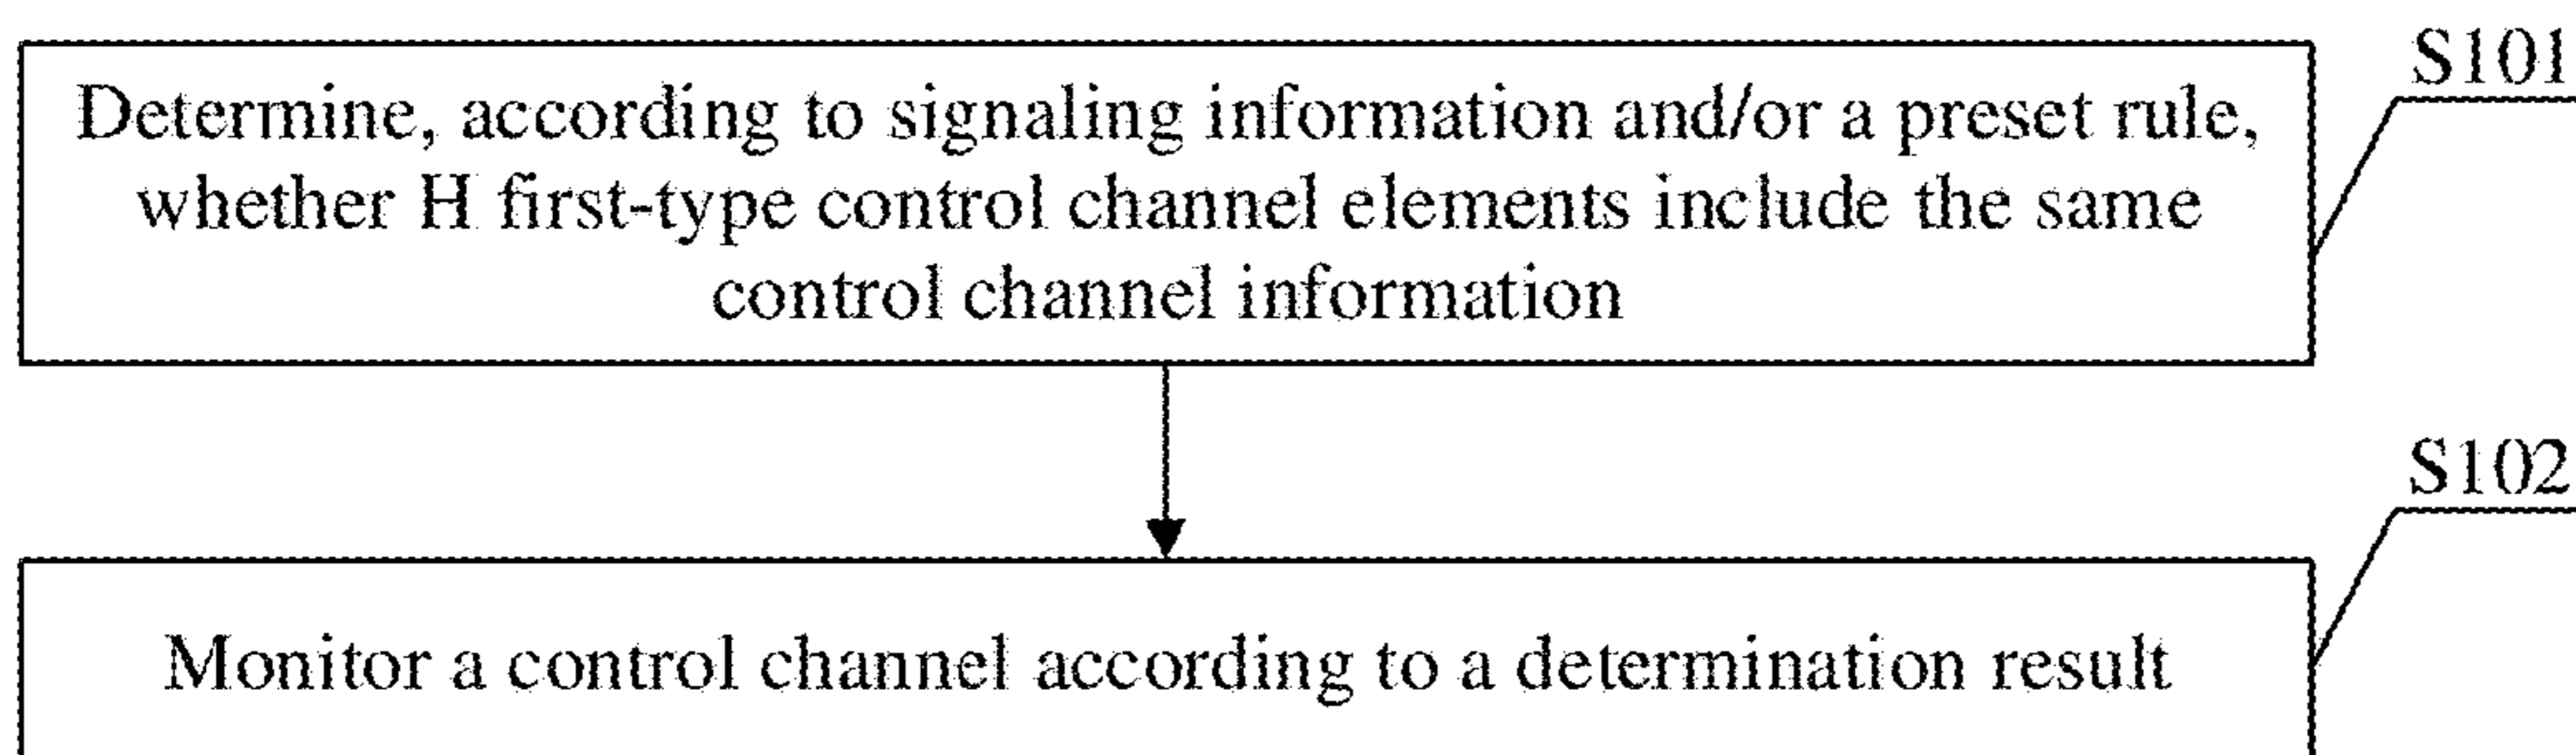 S101
Determine, according to signaling information and/or a preset rule,
whether H first-type control channel elements include the same
control channel information
S102
Monitor a control channel according to a determination result